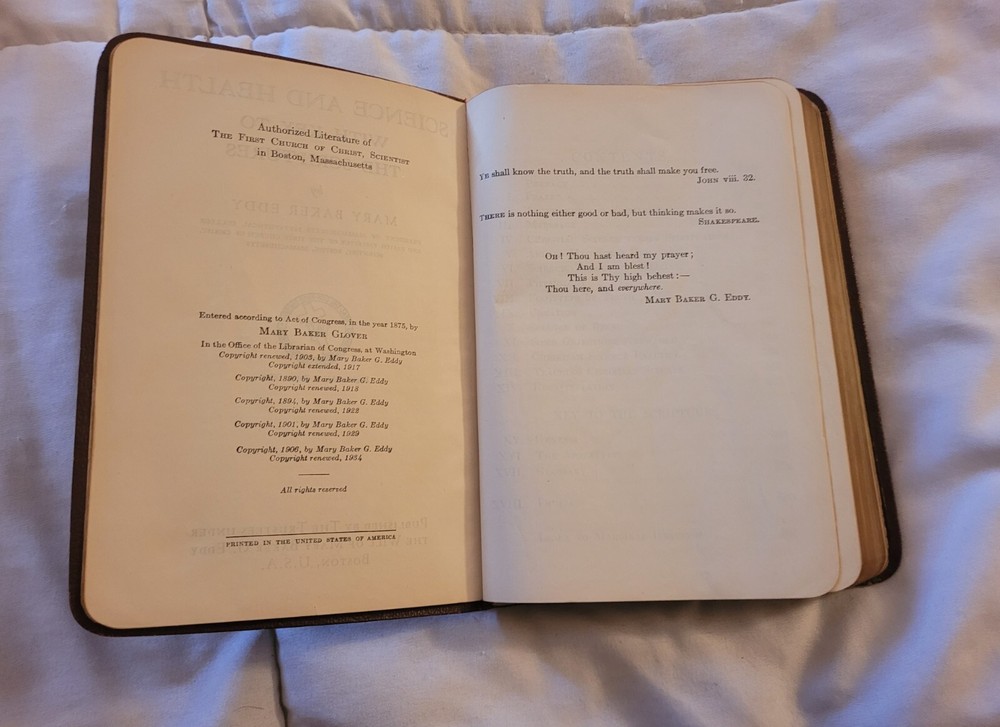 Authorized Literature of
THE FIRST CHURCH OF CHRIST, SCIENTIST
in Boston, Massachusetts
Entered according to Act of Congress, in the year 1875, by
MARY BAKER GLOVER
In the Office of the Librarian of Congress, at Washington
Copyright renewed, 1903, by Mary Baker G. Eddy
Copyright extended, 1917
Copyright, 1890, by Mary Baker G. Eddy
Copyright renewed, 1918
Copyright, 1894, by Mary Baker G. Eddy
Copyright renewed, 1922
Copyright, 1901, by Mary Baker G. Eddy
Copyright renewed, 1929
Copyright, 1906, by Mary Baker G. Eddy
Copyright renewed, 1934
All rights reserved
PRINTED IN THE UNITED STATES OF AMERICA
YE shall know the truth, and the truth shall make you free.
JOHN viii. 32.
THERE is nothing either good or bad, but thinking makes it so.
SHAKESPEARE.
OH! Thou hast heard my prayer;
And I am blest!
This is Thy high behest:—
Thou here, and everywhere.
MARY BAKER G. EDDY.